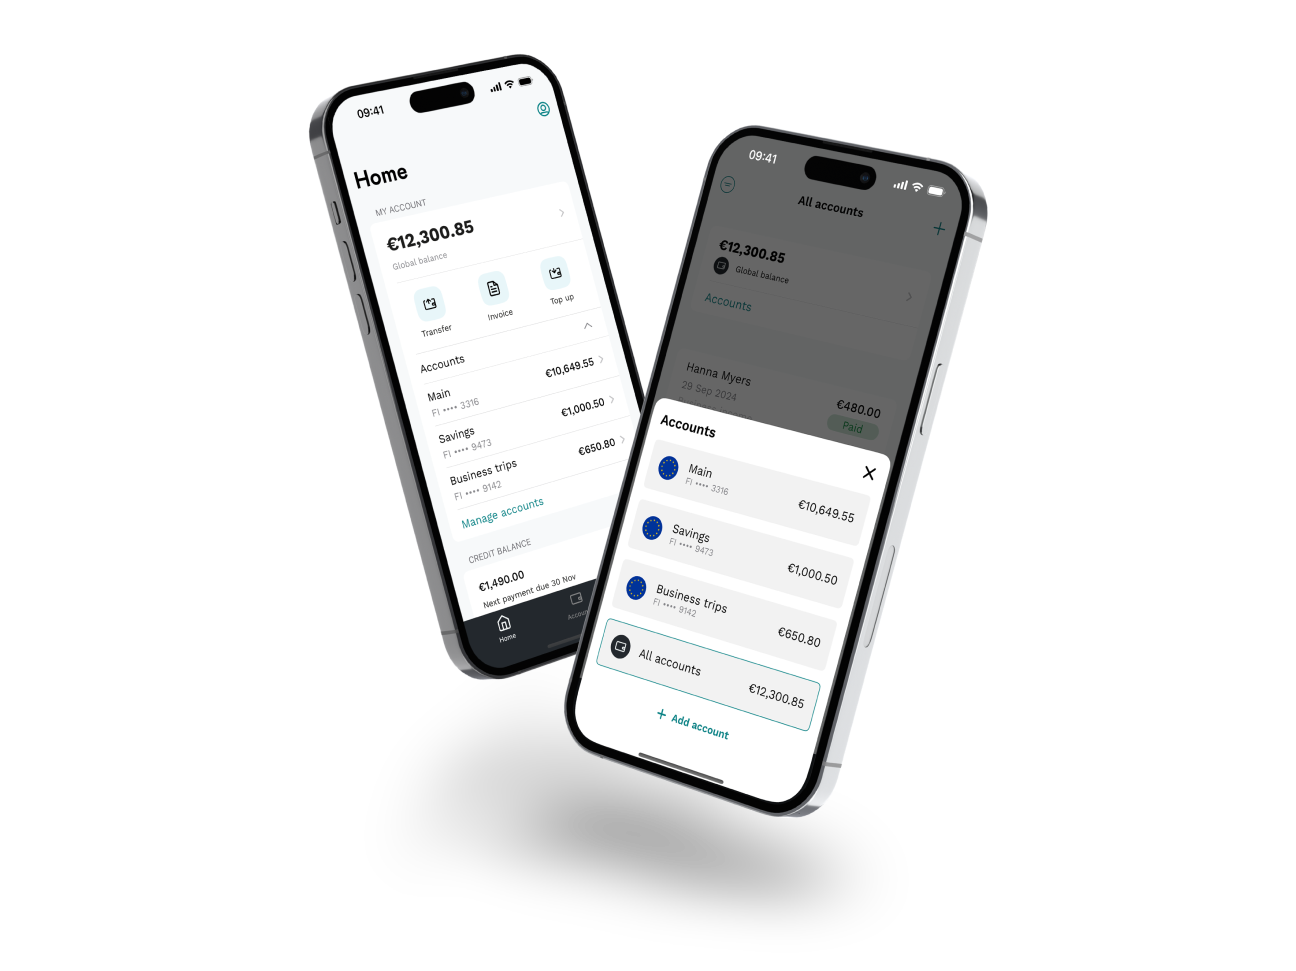 09:41
Home
MY ACCOUNT
€12,300.85
Global balance
Transfer
Invoice
Top up
Accounts
Main
FI •••• 3316
€10,649.55
Savings
FI •••• 9473
€1,000.50
Business trips
FI •••• 9142
€650.80
Manage accounts
CREDIT BALANCE
€1,490.00
Next payment due 30 Nov
Home
09:41
All accounts
€12,300.85
Global balance
Accounts
Hanna Myers
29 Sep 2024
€480.00
Paid
Accounts
Main
FI •••• 3316
€10,649.55
Savings
FI •••• 9473
€1,000.50
Business trips
FI •••• 9142
€650.80
All accounts
€12,300.85
Add account